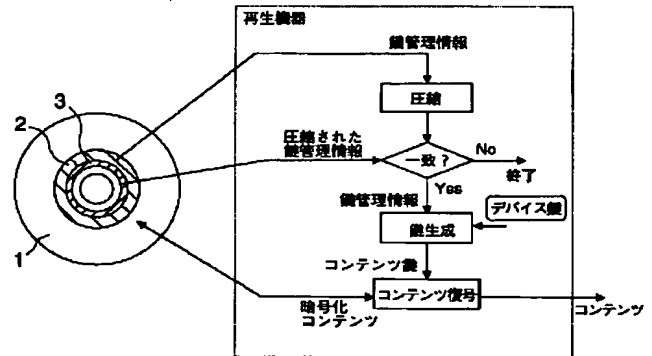 再生機器
鍵管理情報
圧縮
3
2
圧縮された
鍵管理情報
一致？
No
終了
Yes
鍵管理情報
デバイス鍵
鍵生成
1
コンテンツ鍵
コンテンツ復号
暗号化
コンテンツ
コンテンツ